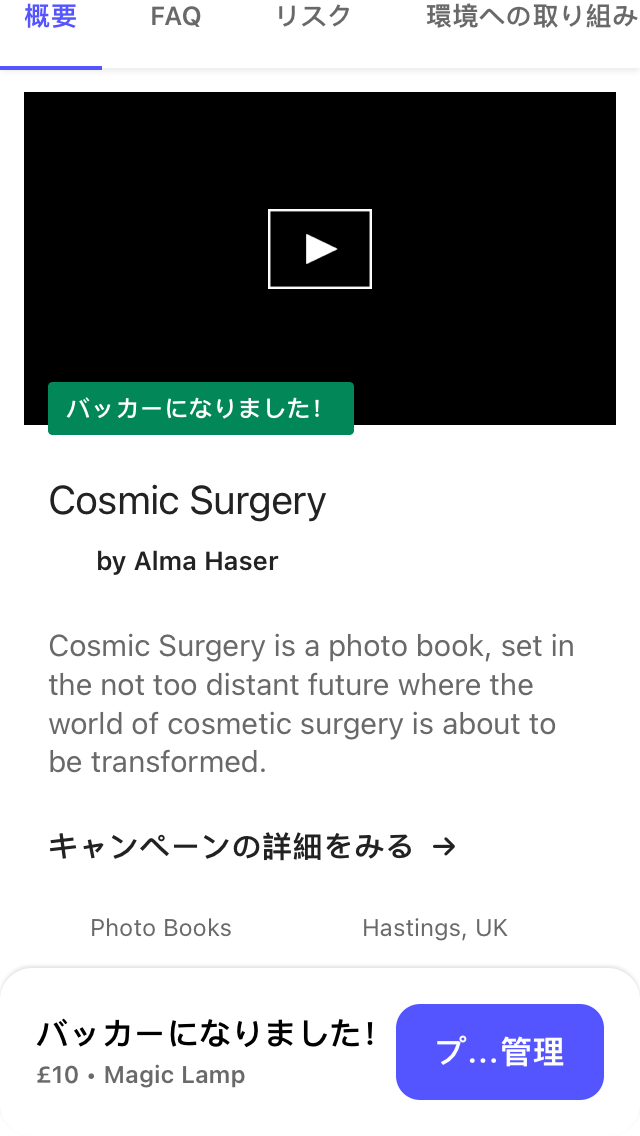 概要 FAQ リスク 環境への取り組み
バッカーになりました!
Cosmic Surgery
by Alma Haser
Cosmic Surgery is a photo book, set in
the not too distant future where the
world of cosmetic surgery is about to
be transformed.
キャンペーンの詳細をみる →
Photo Books Hastings, UK
バッカーになりました!
£10 • Magic Lamp
プ...管理